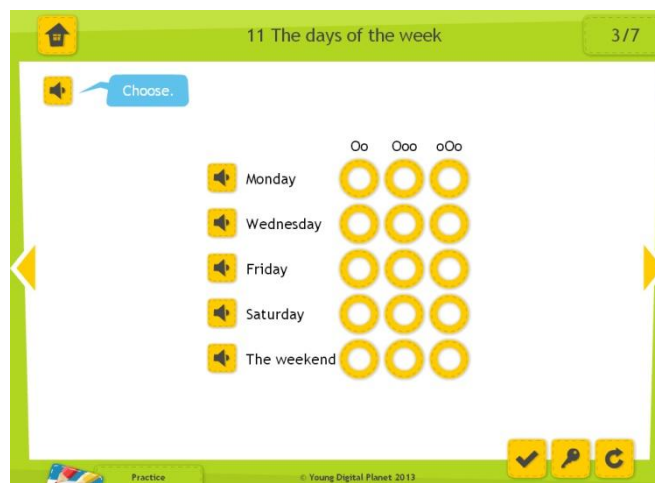 11 The days of the week
3/7
Choose.
Oo Ooo oOo
Monday
Wednesday
Friday
Saturday
The weekend
Practice
© Young Digital Planet 2013